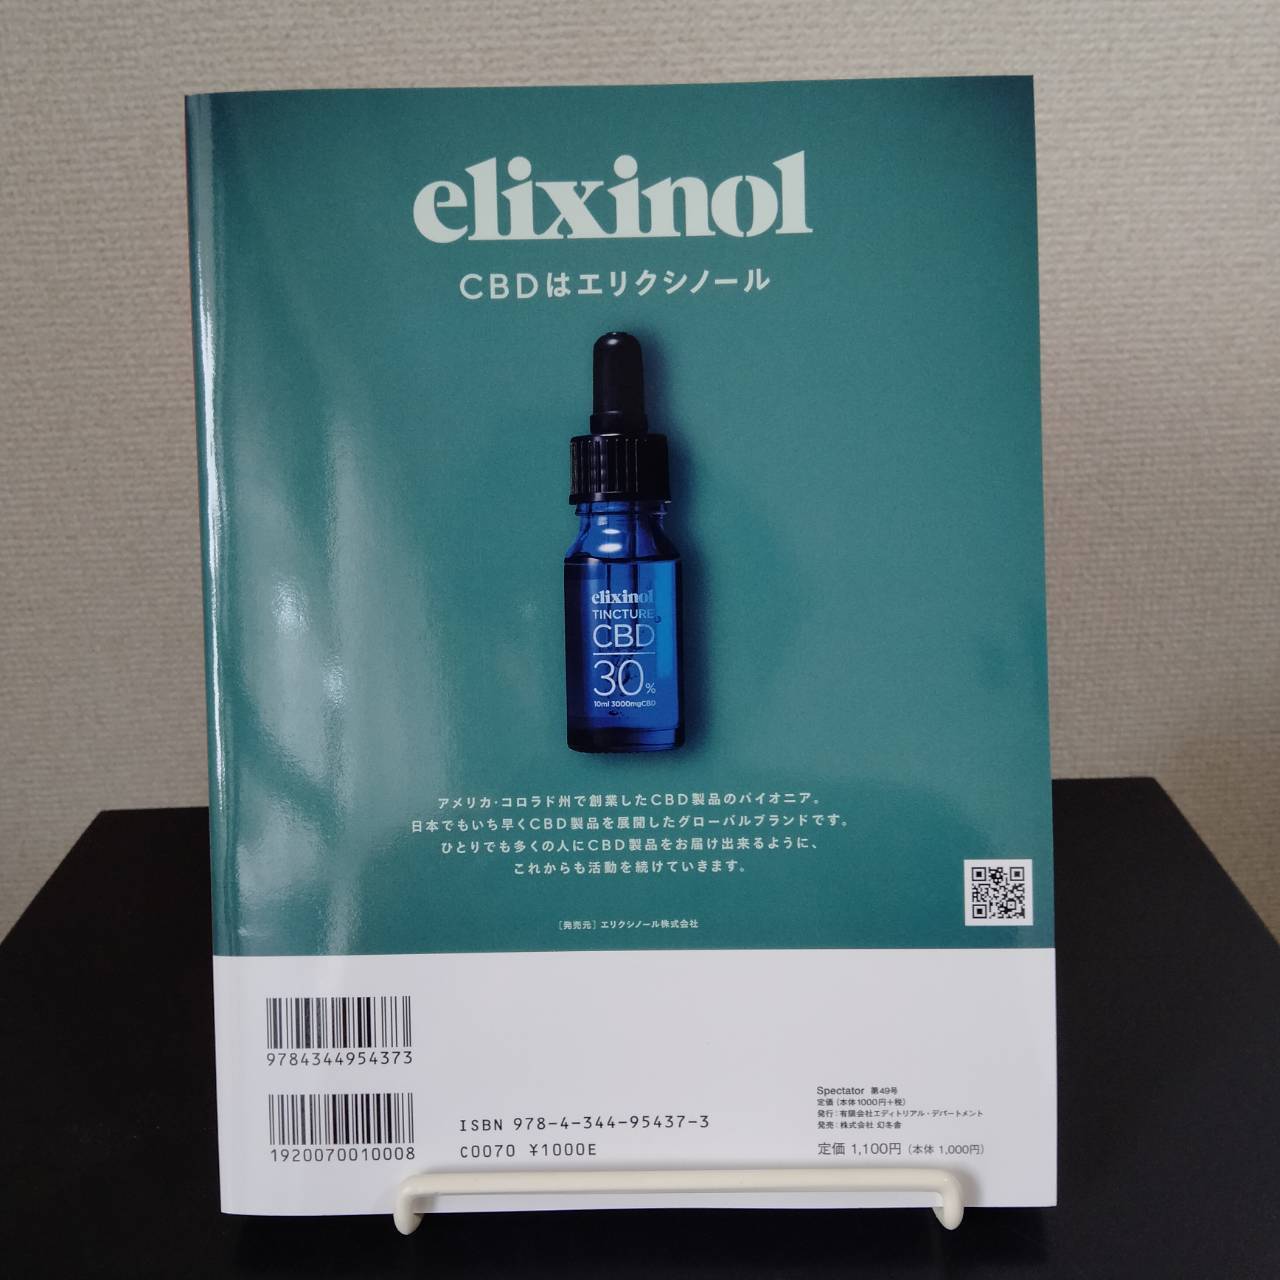 elixinol
CBDはエリクシノール
elixinol
TINCTURE
CBD
30%
10ml 3000mgCBD
アメリカ・コロラド州で創業したCBD製品のパイオニア。
日本でもいち早くCBD製品を展開したグローバルブランドです。
ひとりでも多くの人にCBD製品をお届け出来るように、
これからも活動を続けていきます。
［発売元］エリクシノール株式会社
9784344954373
1920070010008
ISBN 978-4-344-95437-3
C0070 ¥1000E
Spectator 第49号
定価（本体1000円+税）
発行：有限会社エディトリアル・デパートメント
発売：株式会社 幻冬舎
定価 1,100円（本体 1,000円）